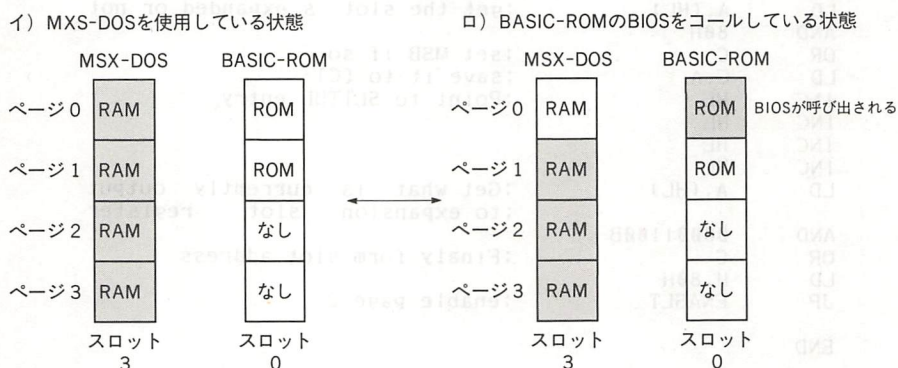 イ）MXS-DOSを使用している状態
MSX-DOS BASIC-ROM
ページ0 RAM ROM
ページ1 RAM ROM
ページ2 RAM なし
ページ3 RAM なし
スロット スロット
3 0
ロ）BASIC-ROMのBIOSをコールしている状態
MSX-DOS BASIC-ROM
ページ0 RAM ROM BIOSが呼び出される
ページ1 RAM ROM
ページ2 RAM なし
ページ3 RAM なし
スロット スロット
3 0